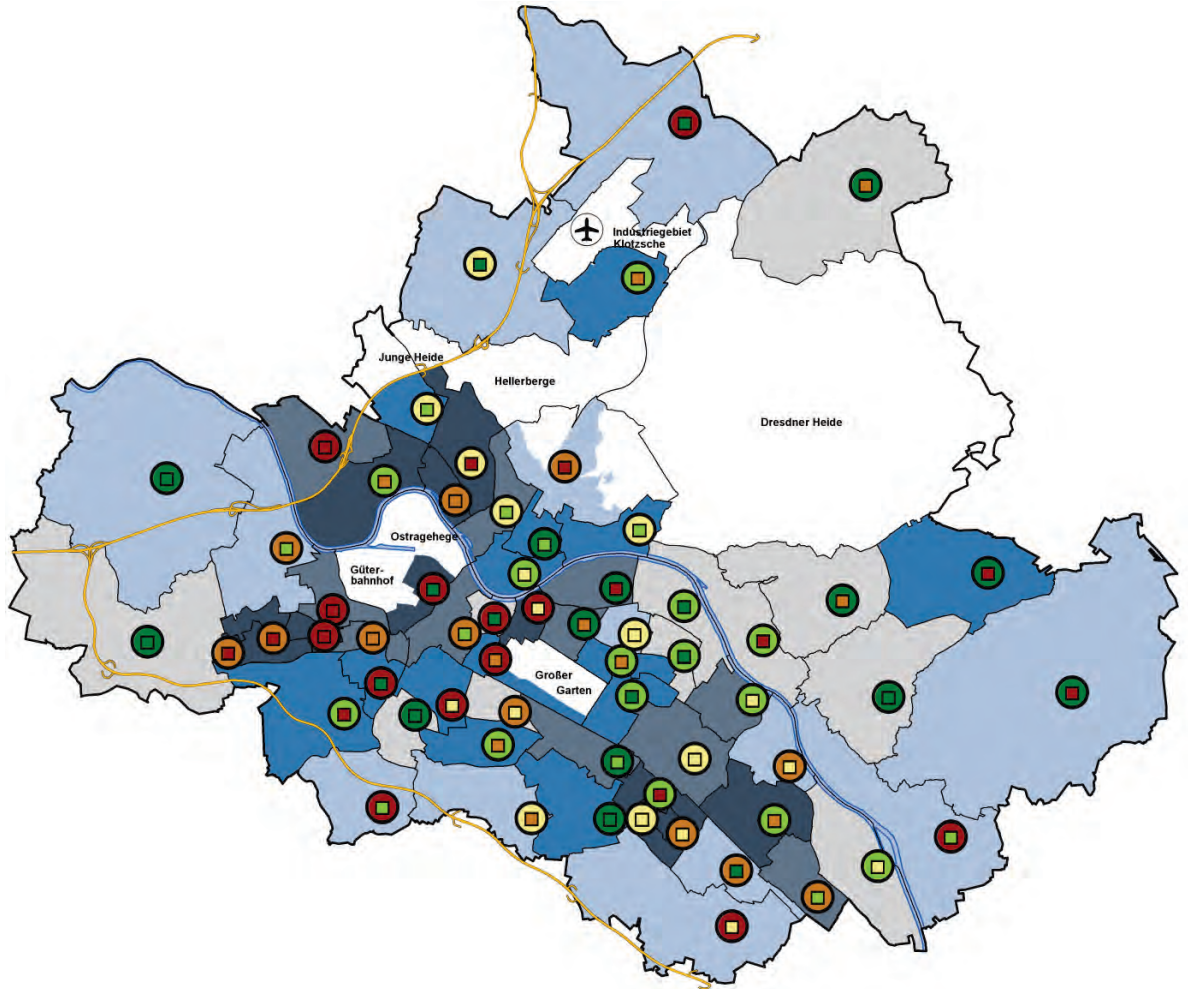 Industriegebiet
Klotzsche
Junge Heide
Hellerberge
Dresdner Heide
Ostragehege
Güter-
bahnhof
Großer
Garten